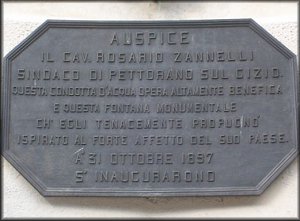 AUSPICE
IL CAV. ROSARIO ZANNELLI
SINDACO DI PETTORANO SUL GIZIO.
QUESTA CONDOTTA D'ACQUA OPERA ALTAMENTE BENEFICA
E QUESTA FONTANA MONUMENTALE
CH' EGLI TENACEMENTE PROPUGNÒ
ISPIRATO AL FORTE AFFETTO DEL SUO PAESE.
A' 31 OTTOBRE 1897
S' INAUGURARONO